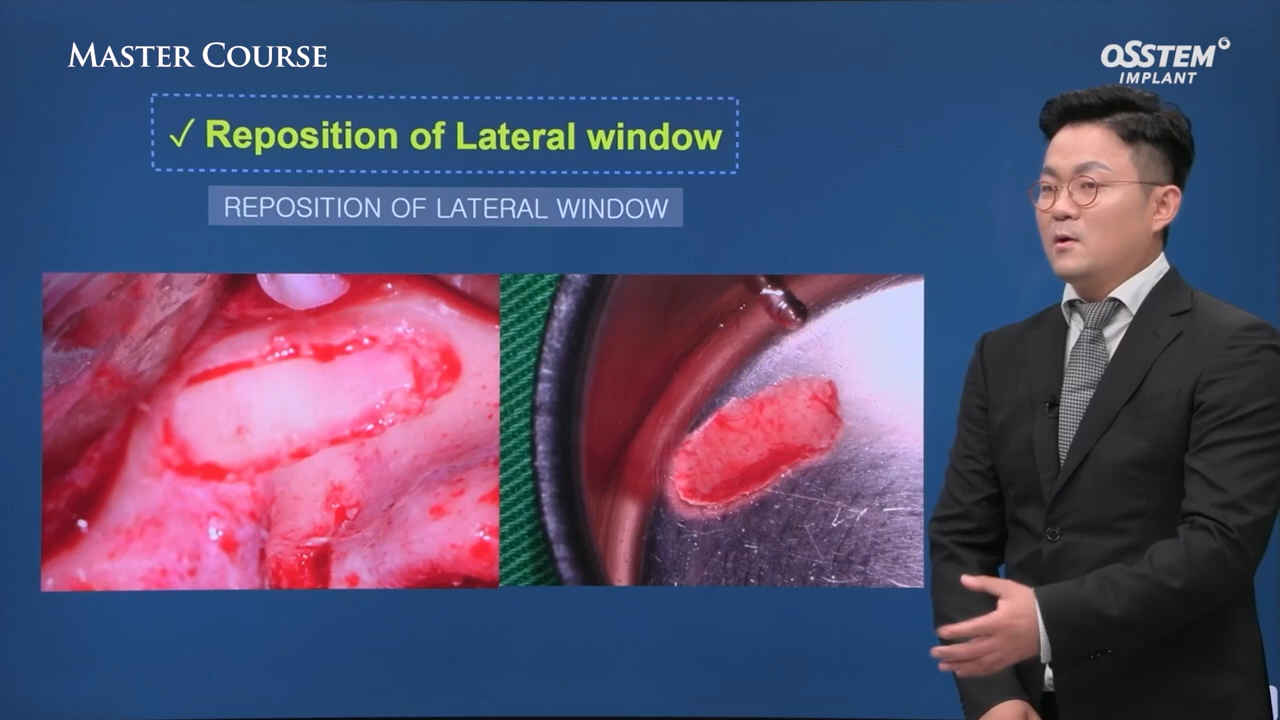 MASTER COURSE
OSSTEM
IMPLANT
✓ Reposition of Lateral window
REPOSITION OF LATERAL WINDOW